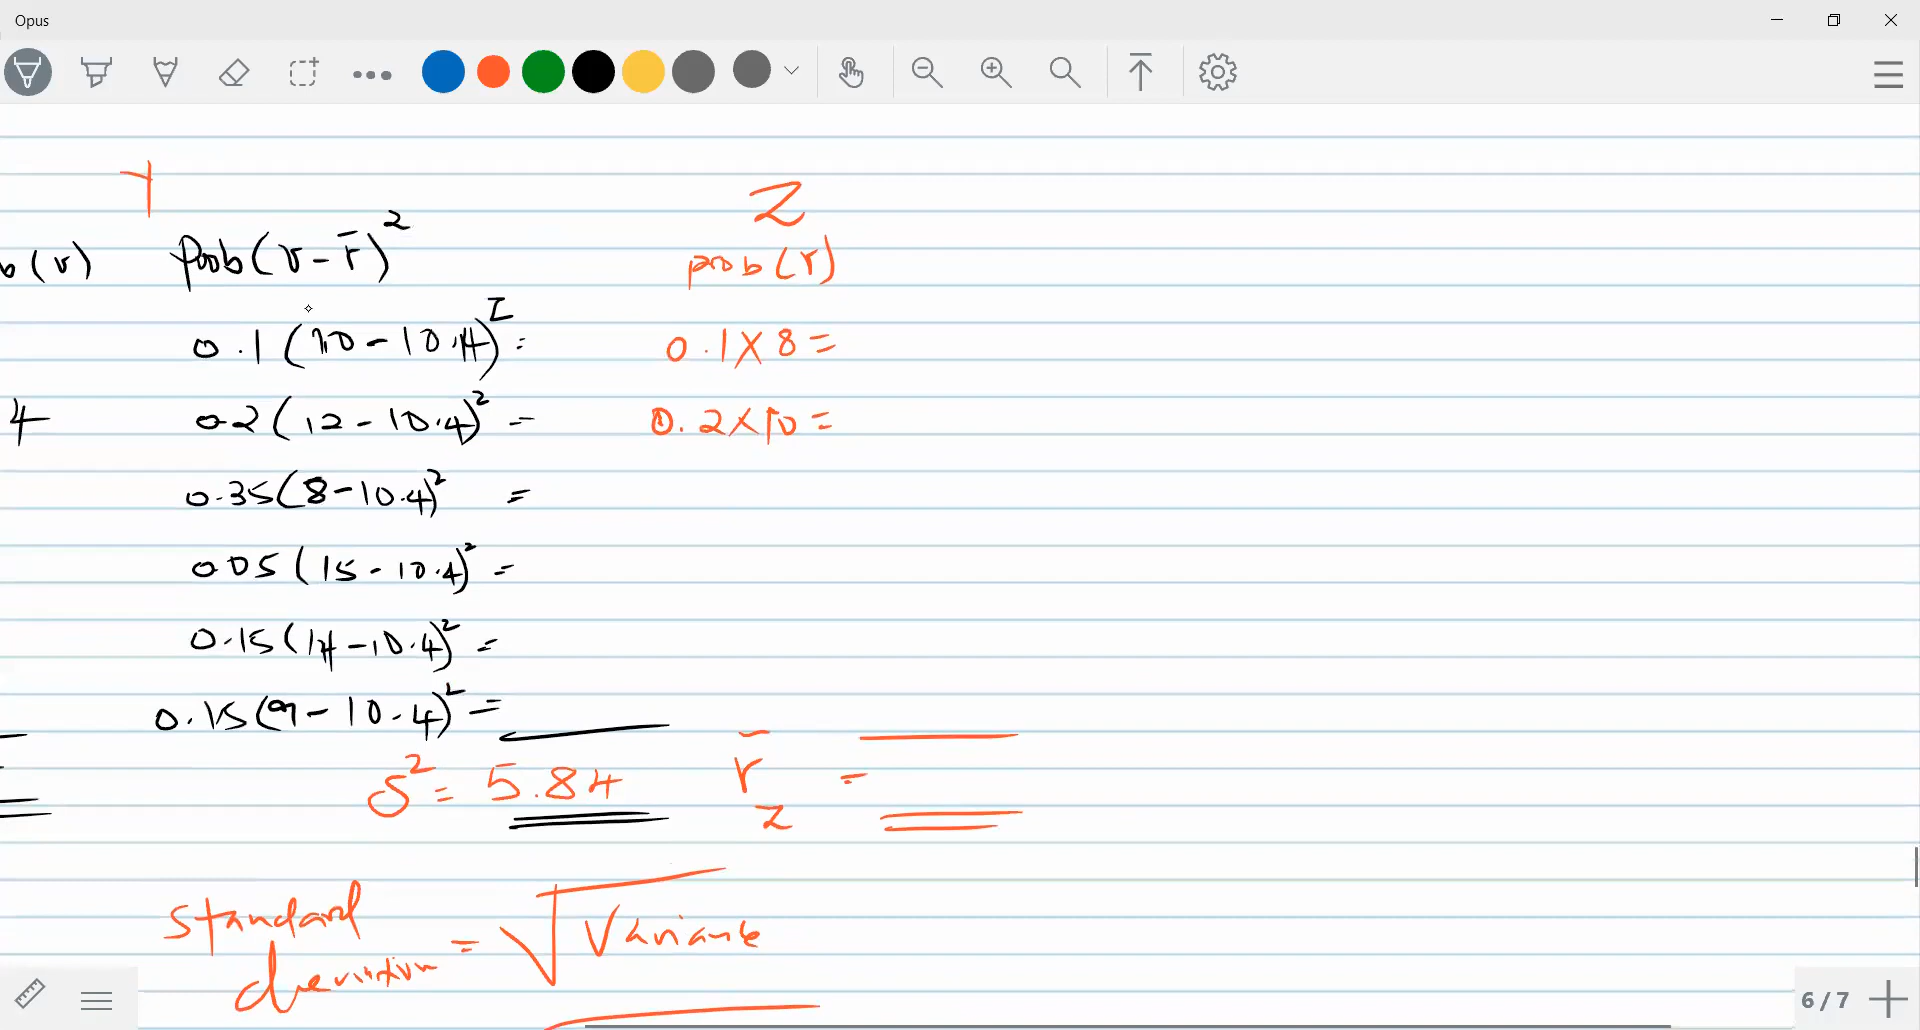 Opus
Y
Z
b(r) prob(r - r̄)²
prob(r)
0.1(10 - 10.4)² =
0.1 × 8 =
4 0.2(12 - 10.4)² =
0.2 × 10 =
0.35(8 - 10.4)² =
0.05(15 - 10.4)² =
0.15(14 - 10.4)² =
0.15(9 - 10.4)² =
δ² = 5.84
r̄z =
standard deviation = √Variance
6 / 7